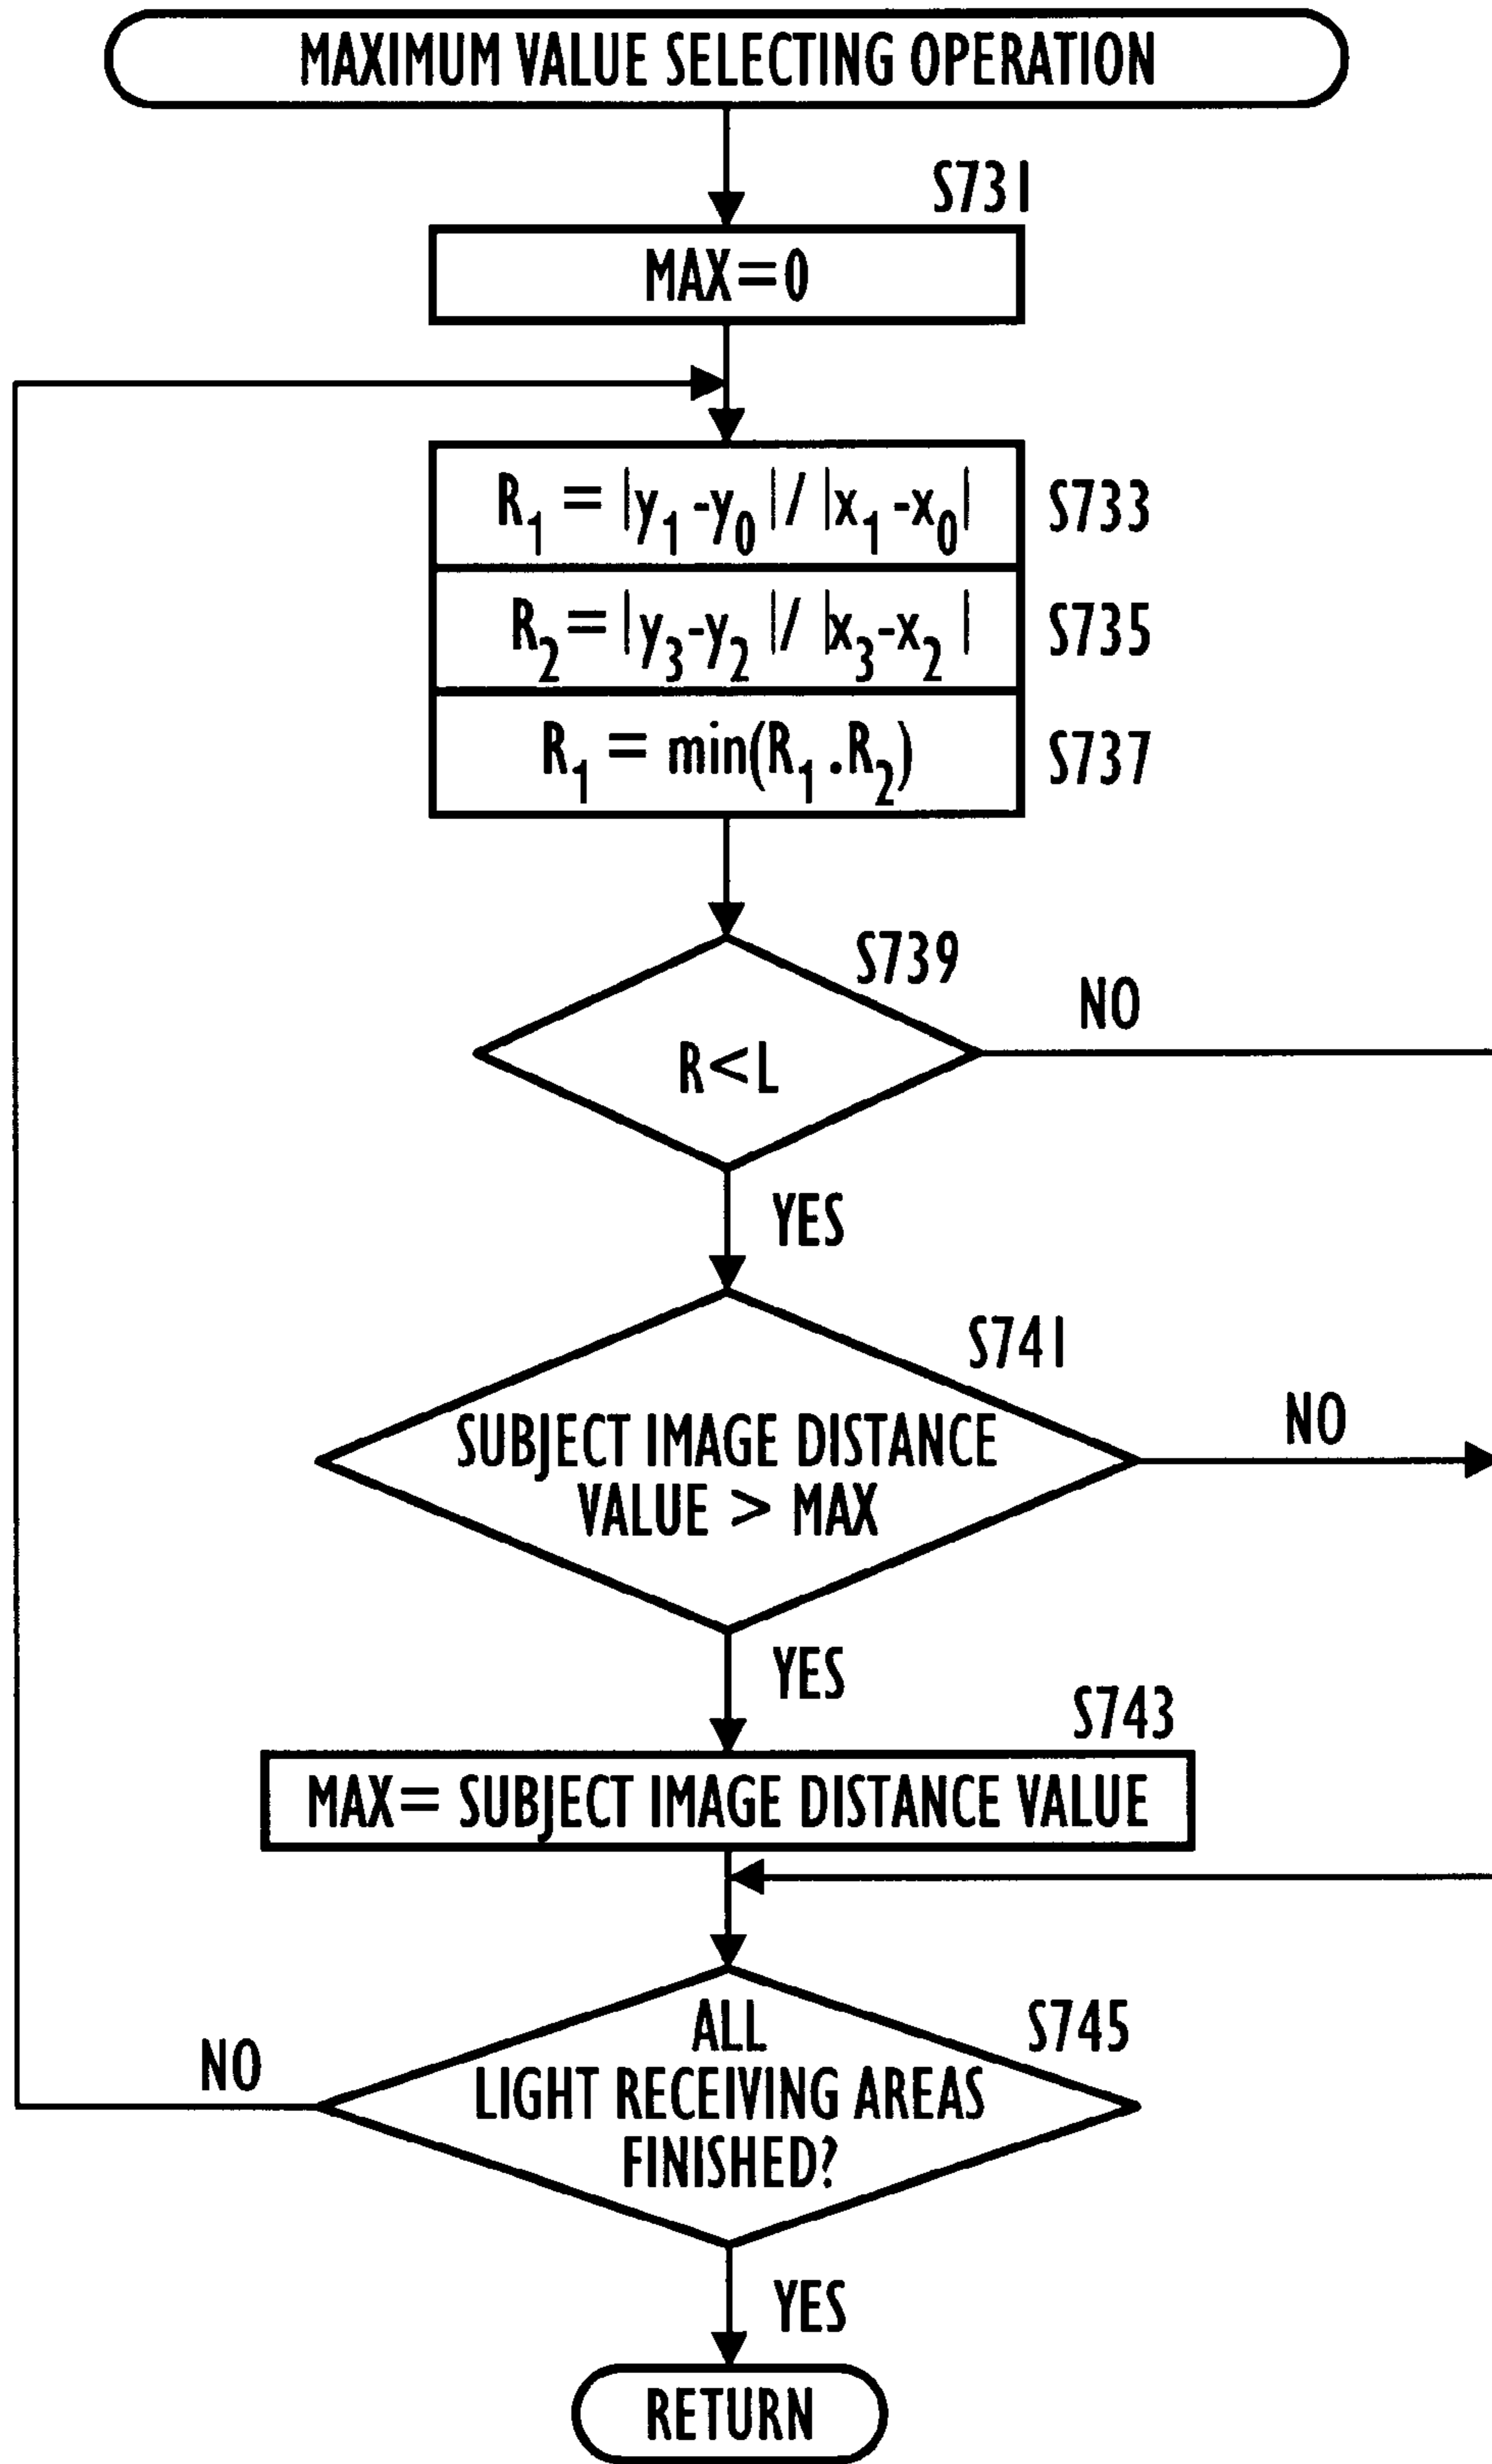 MAXIMUM VALUE SELECTING OPERATION
S731
MAX=0
R1 = |y1-y0|/|x1-x0|
S733
R2=|y3-y2|/|x3-x2|
S735
R1 = min(R1.R2)
S737
S739
NO
R<L
YES
S741
SUBJECT IMAGE DISTANCE
VALUE > MAX
NO
YES
S743
MAX= SUBJECT IMAGE DISTANCE VALUE
ALL
S745
NO
LIGHT RECEIVING AREAS
FINISHED?
YES
RETURN